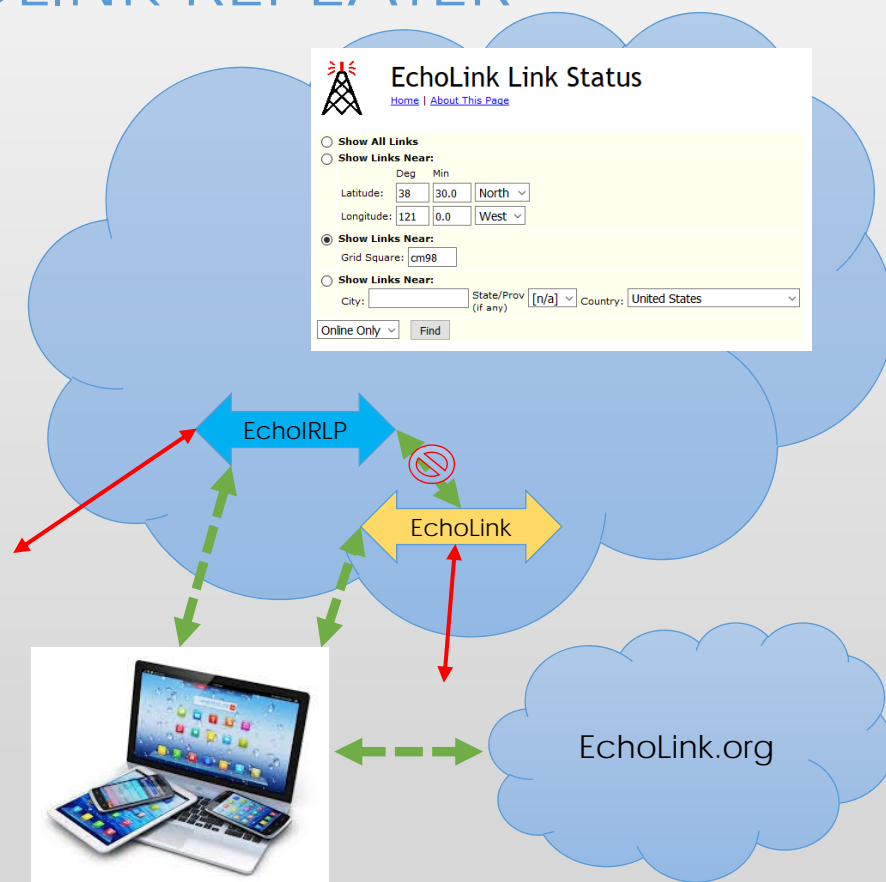 LINK REPEATER
EchoLink Link Status
Home | About This Page
Show All Links
Show Links Near:
Deg Min
Latitude: 38 30.0 North
Longitude: 121 0.0 West
Show Links Near:
Grid Square: cm98
Show Links Near:
City: State/Prov (if any) [n/a] Country: United States
Online Only Find
EchoIRLP
EchoLink
EchoLink.org